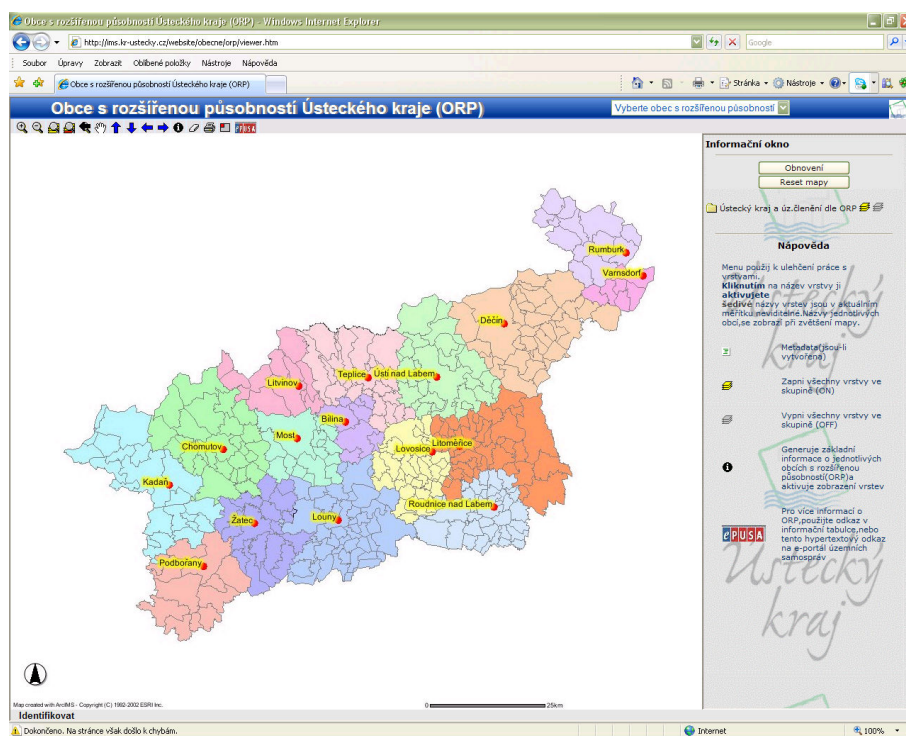 Obce s rozšířenou působností Ústeckého kraje (ORP) - Windows Internet Explorer
http://ims.kr-ustecky.cz/website/obecne/orp/viewer.htm
Google
Soubor Úpravy Zobrazit Oblíbené položky Nástroje Nápověda
Obce s rozšířenou působností Ústeckého kraje (ORP)
Stránka Nástroje
Obce s rozšířenou působností Ústeckého kraje (ORP)
Vyberte obec s rozšířenou působností
EPUSA
Informační okno
Obnovení
Reset mapy
Ústecký kraj a úz.členění dle ORP
Nápověda
Menu použij k ulehčení práce s
vrstvami.
Kliknutím na název vrstvy ji
aktivujete
šedivé názvy vrstev jsou v aktuálním
měřítku neviditelné.Názvy jednotlivých
obcí,se zobrazí při zvětšení mapy.
Metadata(jsou-li
vytvořena)
Zapni všechny vrstvy ve
skupině (ON)
Vypni všechny vrstvy ve
skupině (OFF)
Generuje základní
informace o jednotlivých
obcích s rozšířenou
působností(ORP)a
aktivuje zobrazení vrstev
ePUSA
Pro více informací o
ORP,použijte odkaz v
informační tabulce,nebo
tento hypertextový odkaz
na e-portál územních
samospráv
Ústecký
kraj
Ústecký
kraj
Rumburk
Varnsdorf
Děčín
Teplice
Ústí nad Labem
Litvínov
Bílina
Most
Chomutov
Lovosice
Litoměřice
Kadaň
Roudnice nad Labem
Žatec
Louny
Podbořany
Map created with ArcIMS - Copyright (C) 1992-2002 ESRI Inc.
0 25km
Identifikovat
Dokončeno. Na stránce však došlo k chybám.
Internet
100%